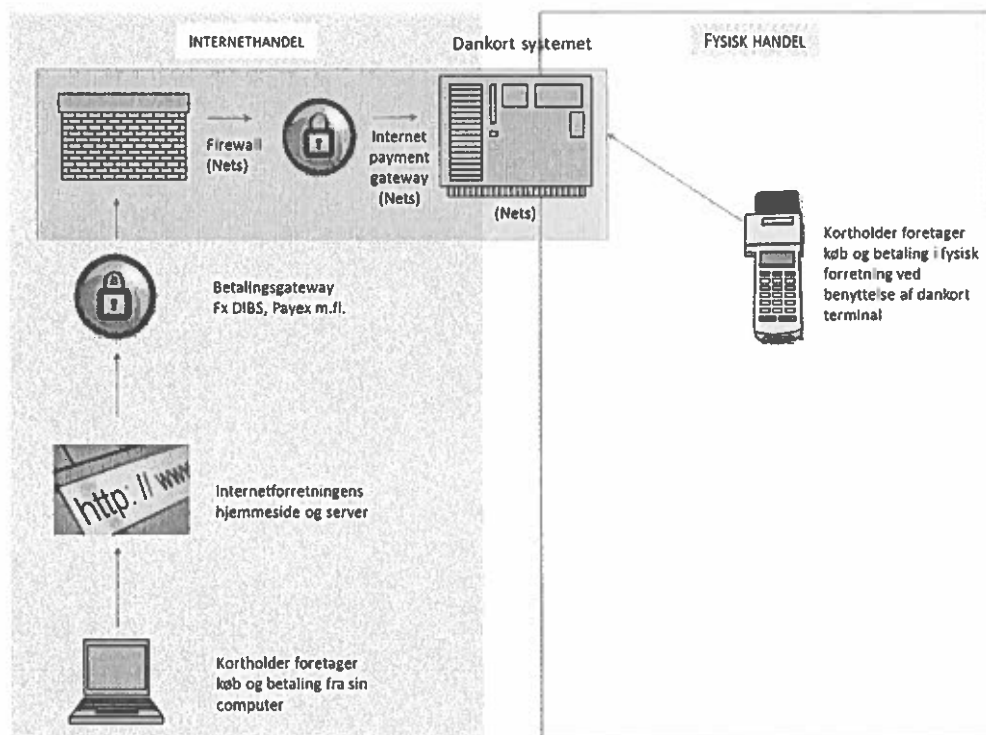 INTERNETHANDEL
Dankort systemet
FYSISK HANDEL
Firewall
(Nets)
Internet
payment
gateway
(Nets)
(Nets)
Kortholder foretager
køb og betaling i fysisk
forretning ved
benyttelse af dankort
terminal
Betalingsgateway
Fx DIBS, Payex m.fl.
http://www
Internetforretningens
hjemmeside og server
Kortholder foretager
køb og betaling fra sin
computer